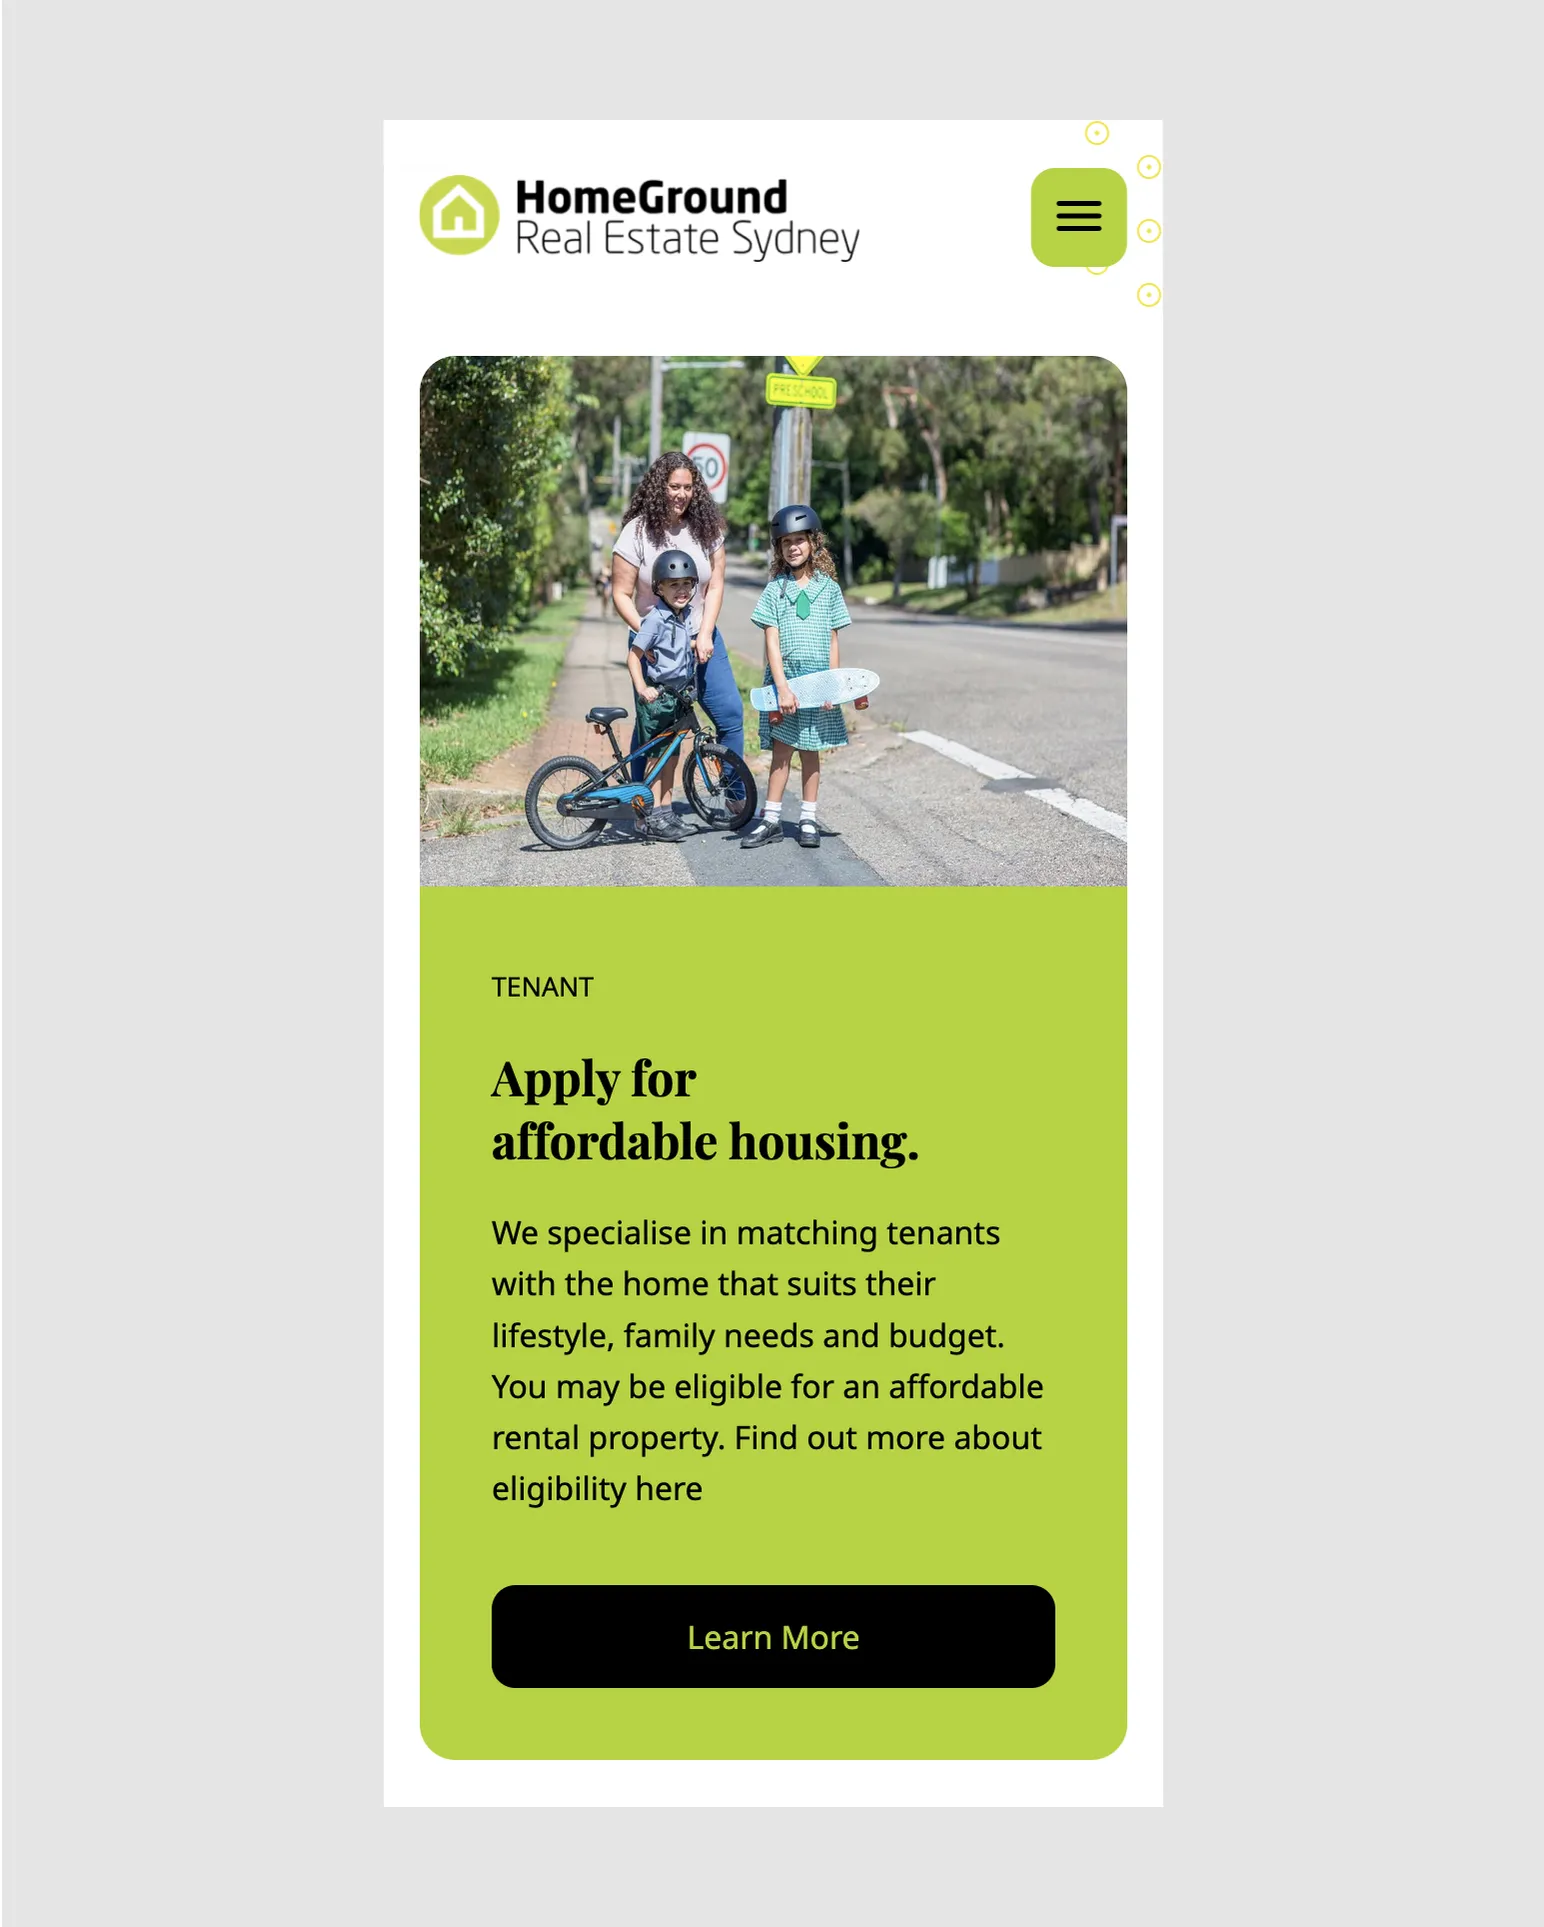 HomeGround
Real Estate Sydney
PRESCHOOL
50
TENANT
Apply for
affordable housing.
We specialise in matching tenants
with the home that suits their
lifestyle, family needs and budget.
You may be eligible for an affordable
rental property. Find out more about
eligibility here
Learn More